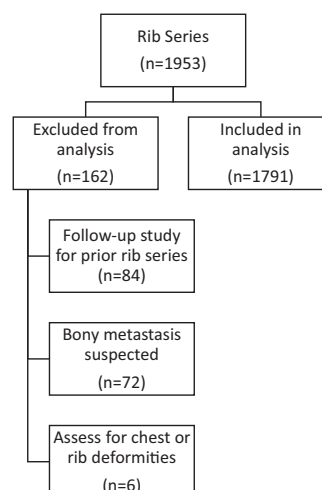 Rib Series
(n=1953)
Excluded from
analysis
(n=162)
Included in
analysis
(n=1791)
Follow-up study
for prior rib series
(n=84)
Bony metastasis
suspected
(n=72)
Assess for chest or
rib deformities
(n=6)